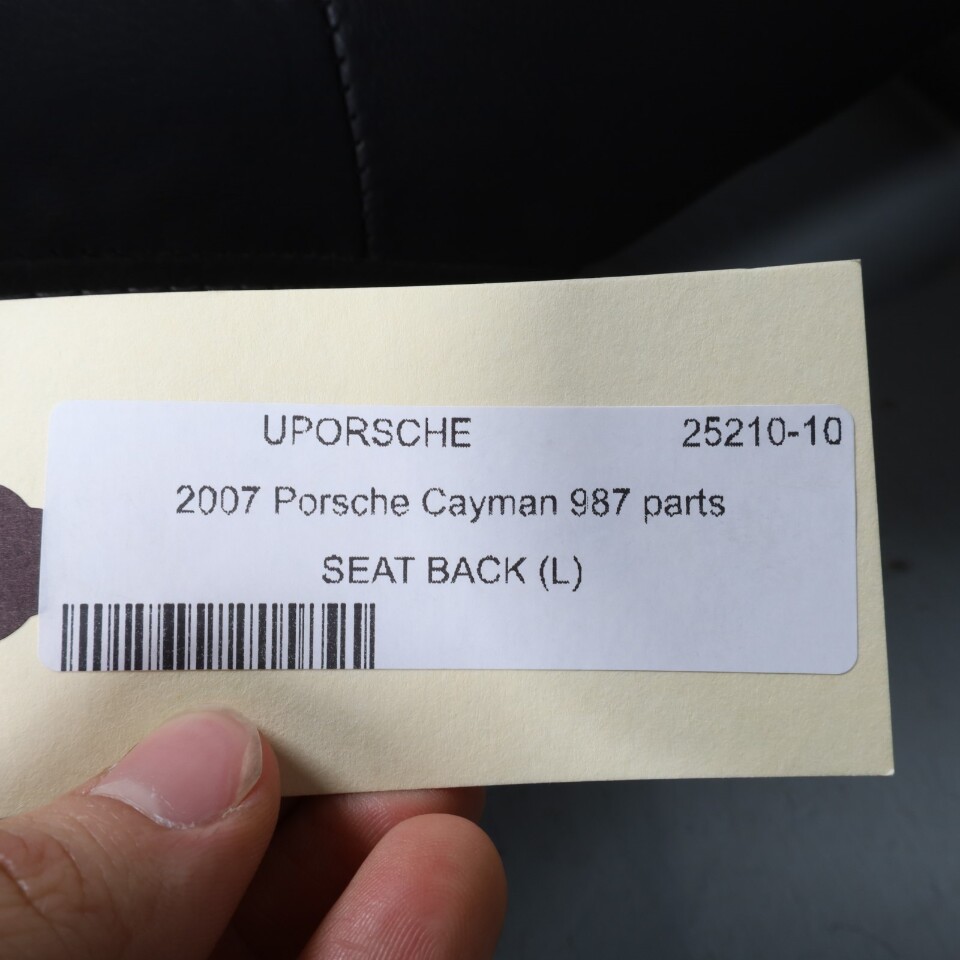 UPORSCHE 25210-10
2007 Porsche Cayman 987 parts
SEAT BACK (L)